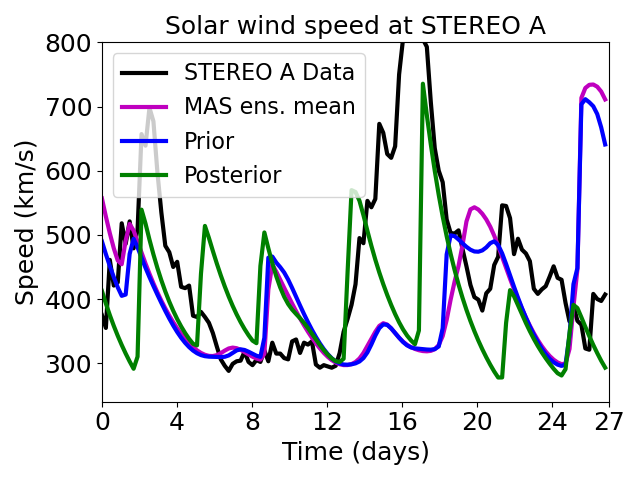 Solar wind speed at STEREO A
800
700
600
500
400
300
Speed (km/s)
STEREO A Data
MAS ens. mean
Prior
Posterior
0 4 8 12 16 20 24 27
Time (days)